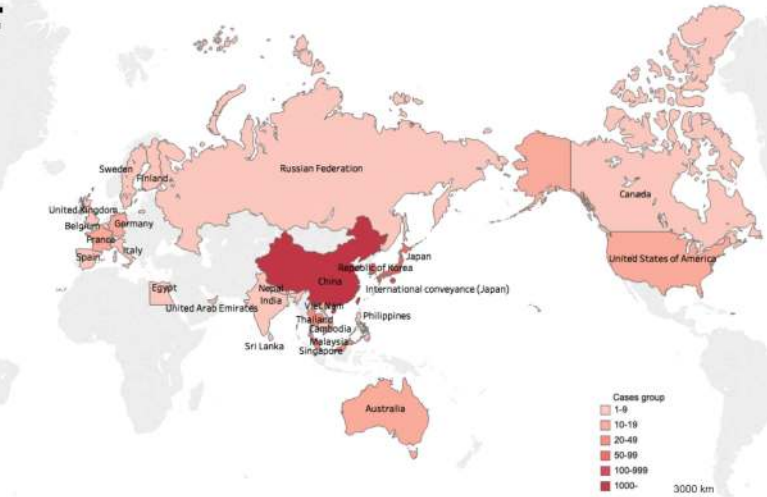 Sweden
Finland
Russian Federation
Canada
United Kingdom
Belgium
Germany
France
Italy
Spain
United States of America
Japan
Republic of Korea
China
International conveyance (Japan)
Egypt
Nepal
India
United Arab Emirates
Viet Nam
Thailand
Philippines
Cambodia
Malaysia
Singapore
Sri Lanka
Australia
Cases group
1-9
10-19
20-49
50-99
100-999
1000-
3000 km